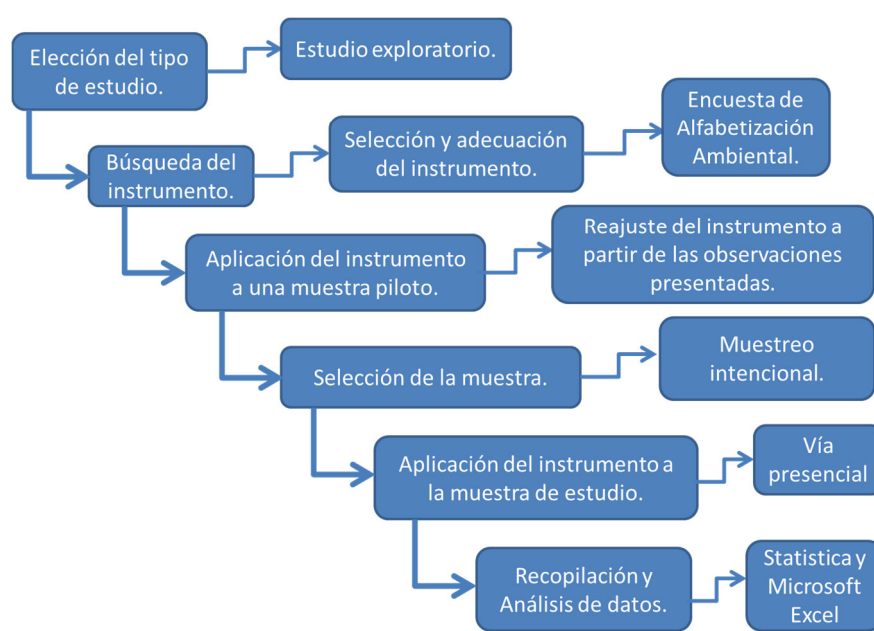 Elección del tipo
de estudio.
Estudio exploratorio.
Búsqueda del
instrumento.
Selección y adecuación
del instrumento.
Encuesta de
Alfabetización
Ambiental.
Aplicación del instrumento
a una muestra piloto.
Reajuste del instrumento a
partir de las observaciones
presentadas.
Selección de la muestra.
Muestreo
intencional.
Aplicación del instrumento a
la muestra de estudio.
Vía
presencial
Recopilación y
Análisis de datos.
Statistica y
Microsoft
Excel